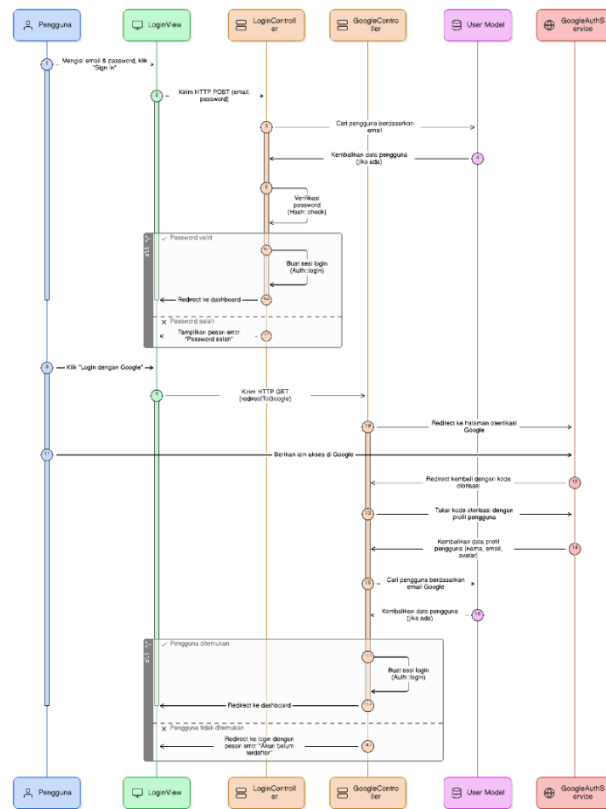 Pengguna
LoginView
LoginControll
er
GoogleContro
ller
User Model
GoogleAuthS
ervice
1
Mengisi email & password, klik
"Sign In"
2
Kirim HTTP POST (email,
password)
3
Cari pengguna berdasarkan
email
4
Kembalikan data pengguna
(jika ada)
5
Verifikasi
password
(Hash::check)
alt
Password valid
Buat sesi login
(Auth::login)
Redirect ke dashboard
Password salah
Tampilkan pesan error
"Password salah"
8
Klik "Login dengan Google"
9
Kirim HTTP GET
(redirectToGoogle)
10
Redirect ke halaman otentikasi
Google
11
Berikan izin akses di Google
12
Redirect kembali dengan kode
otorisasi
13
Tukar kode otorisasi dengan
profil pengguna
14
Kembalikan data profil
pengguna (nama, email,
avatar)
15
Cari pengguna berdasarkan
email Google
16
Kembalikan data pengguna
(jika ada)
alt
Pengguna ditemukan
Buat sesi login
(Auth::login)
Redirect ke dashboard
Pengguna tidak ditemukan
Redirect ke login dengan
pesan error "Akun belum
terdaftar"
Pengguna
LoginView
LoginControll
er
GoogleContro
ller
User Model
GoogleAuthS
ervice